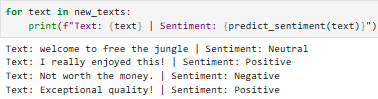 for text in new_texts:
    print(f"Text: {text} | Sentiment: {predict_sentiment(text)}")
Text: welcome to free the jungle | Sentiment: Neutral
Text: I really enjoyed this! | Sentiment: Positive
Text: Not worth the money. | Sentiment: Negative
Text: Exceptional quality! | Sentiment: Positive